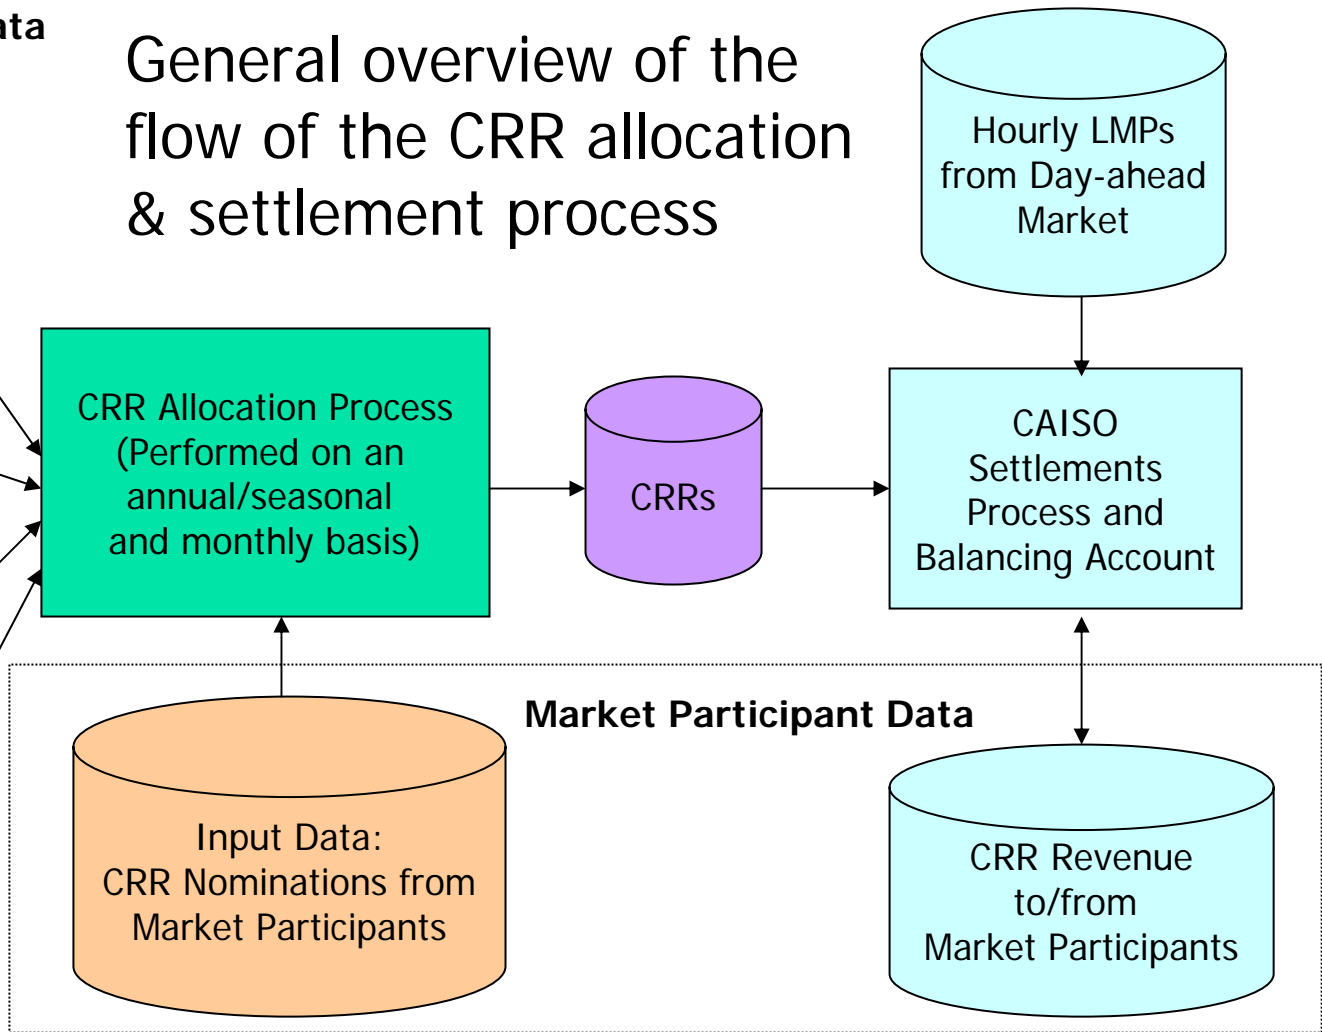 General overview of the
flow of the CRR allocation
& settlement process
Hourly LMPs
from Day-ahead
Market
CRR Allocation Process
(Performed on an
annual/seasonal
and monthly basis)
CRRs
CAISO
Settlements
Process and
Balancing Account
Market Participant Data
Input Data:
CRR Nominations from
Market Participants
CRR Revenue
to/from
Market Participants